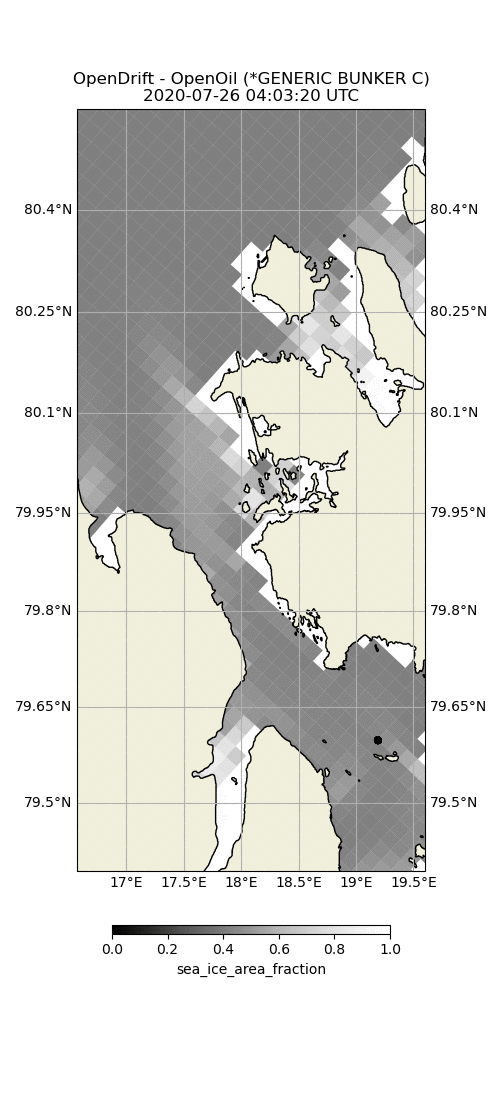 OpenDrift - OpenOil (*GENERIC BUNKER C)
2020-07-26 04:03:20 UTC
80.4°N 80.4°N
80.25°N 80.25°N
80.1°N 80.1°N
79.95°N 79.95°N
79.8°N 79.8°N
79.65°N 79.65°N
79.5°N 79.5°N
17°E 17.5°E 18°E 18.5°E 19°E 19.5°E
0.0 0.2 0.4 0.6 0.8 1.0
sea_ice_area_fraction